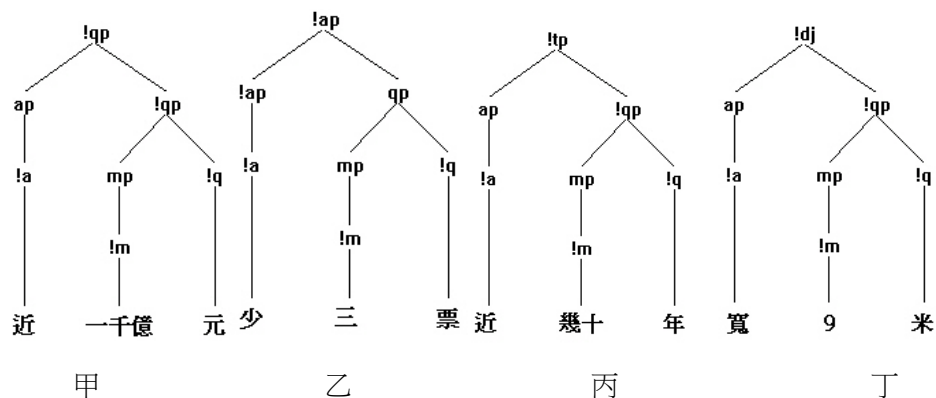 !qp !ap !tp !dj
ap !qp !ap qp ap !qp ap !qp
!a mp !q !a mp !q !a mp !q !a mp !q
!m !m !m !m
近 一千億 元 少 三 票 近 幾十 年 寬 9 米
甲 乙 丙 丁